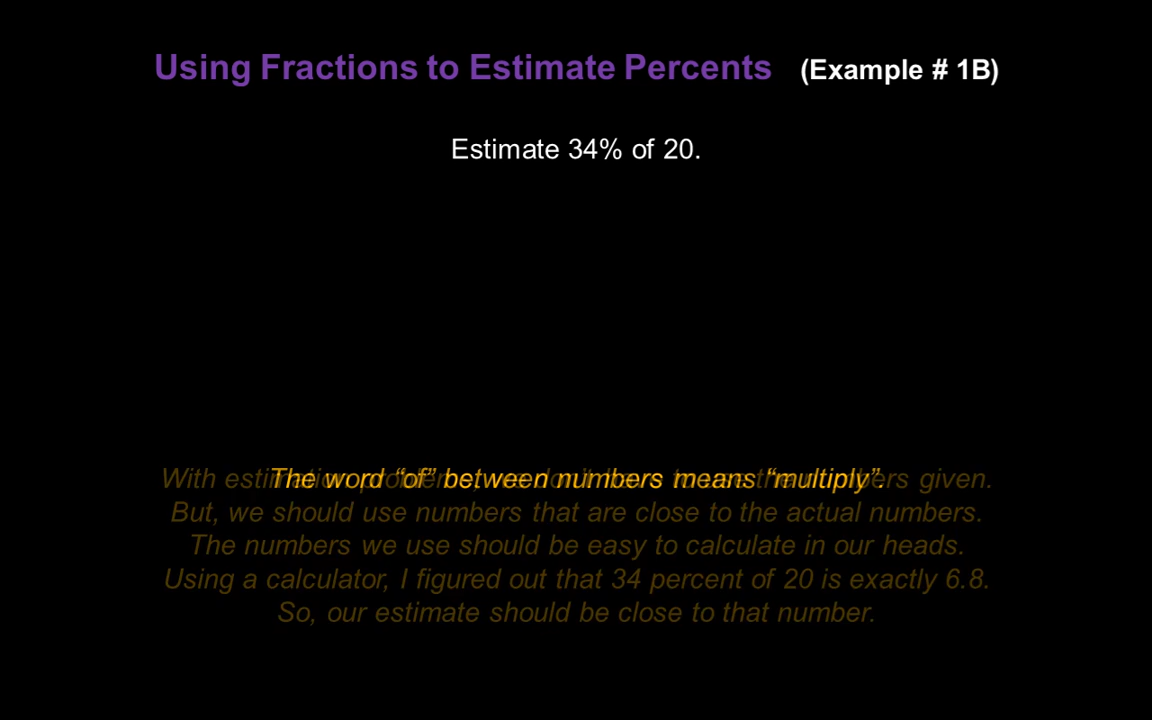 Using Fractions to Estimate Percents (Example # 1B)
Estimate 34% of 20.
The word “of” between numbers means “multiply”.
With given.
But, we should use numbers that are close to the actual numbers.
The numbers we use should be easy to calculate in our heads.
Using a calculator, I figured out that 34 percent of 20 is exactly 6.8.
So, our estimate should be close to that number.